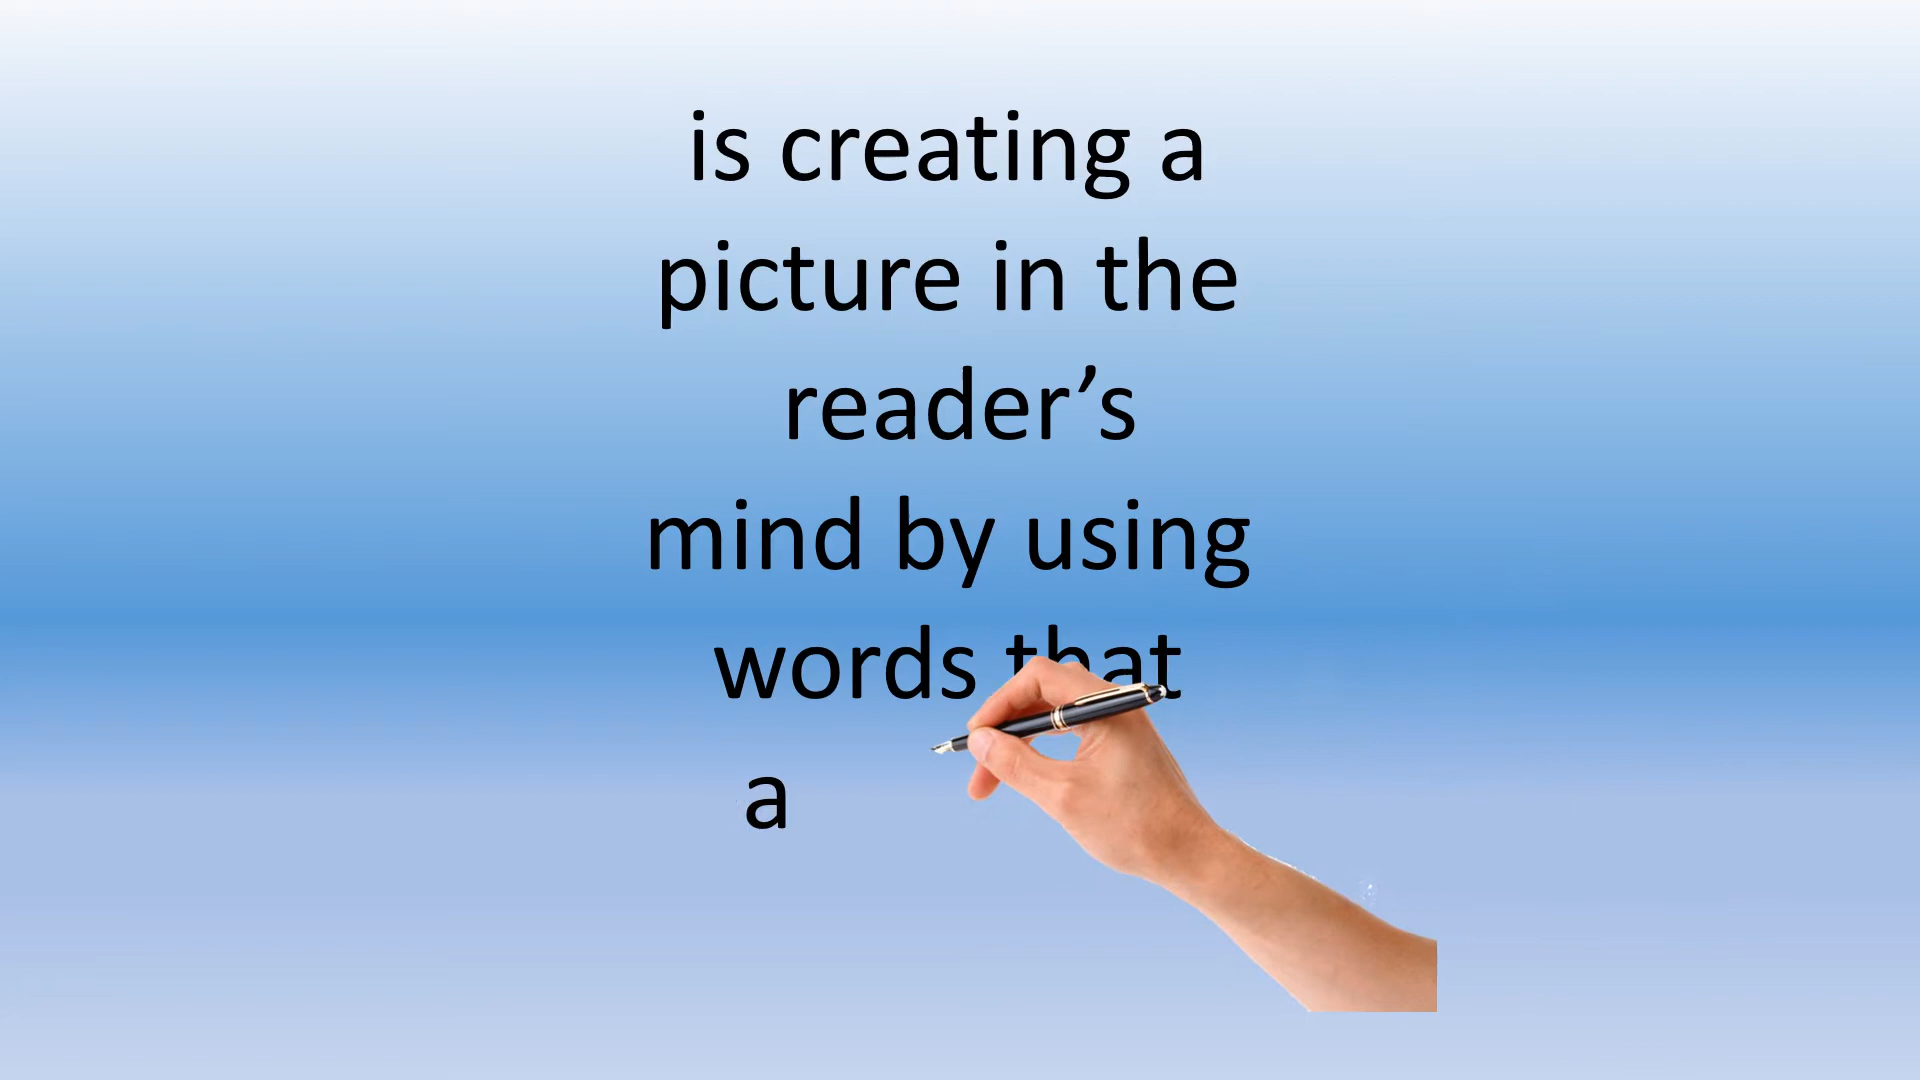 is creating a
picture in the
reader’s
mind by using
words that
a